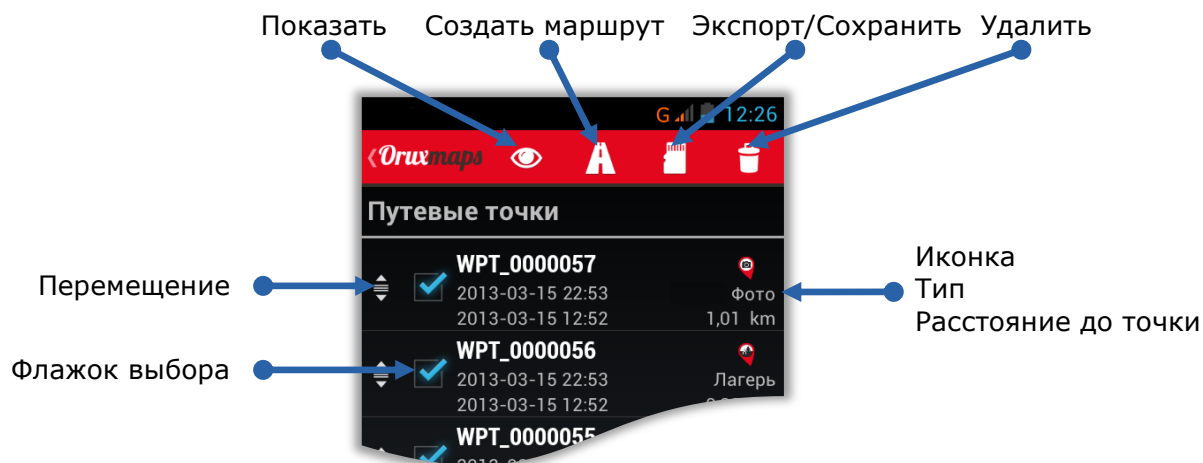 Показать Создать маршрут Экспорт/Сохранить Удалить
G 12:26
Oruxmaps
Путевые точки
WPT_0000057
2013-03-15 22:53
Фото
2013-03-15 12:52
1,01 km
Перемещение
Иконка
Тип
Расстояние до точки
WPT_0000056
2013-03-15 22:53
Лагерь
2013-03-15 12:52
Флажок выбора
WPT_0000055